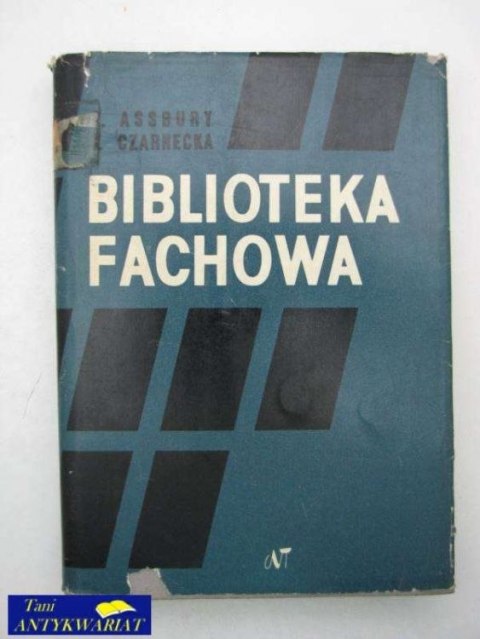 . ASSBURY
. CZARNECKA
BIBLIOTEKA
FACHOWA
Tani
ANTYKWARIAT